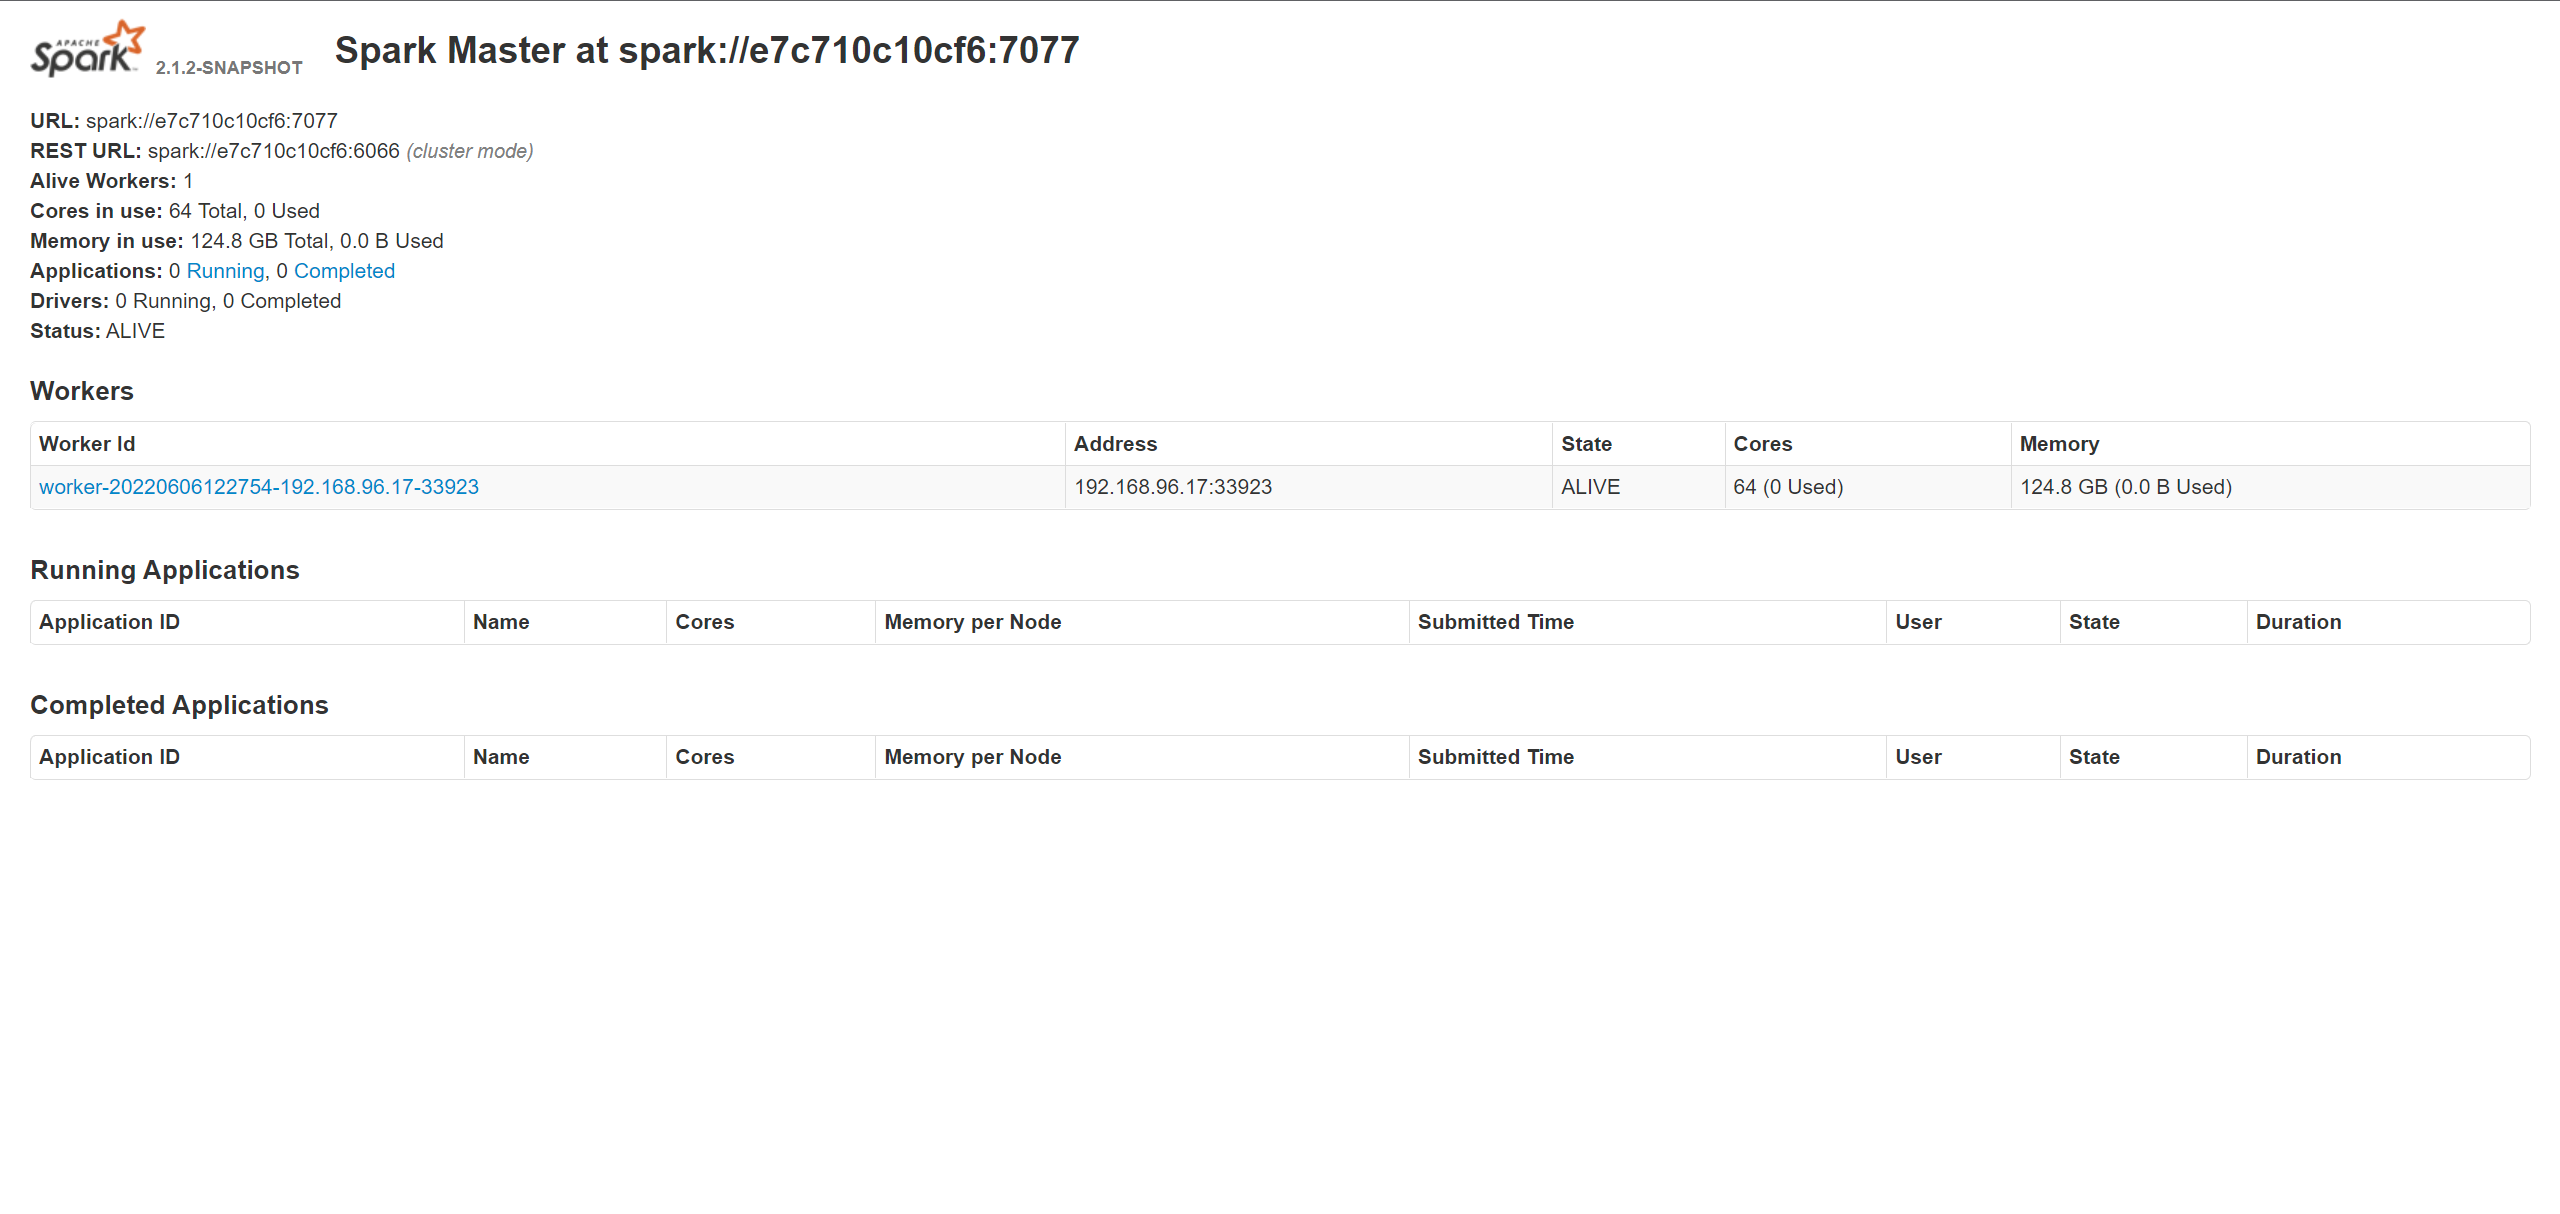 APACHE
Spark™ 2.1.2-SNAPSHOT Spark Master at spark://e7c710c10cf6:7077
URL: spark://e7c710c10cf6:7077
REST URL: spark://e7c710c10cf6:6066 (cluster mode)
Alive Workers: 1
Cores in use: 64 Total, 0 Used
Memory in use: 124.8 GB Total, 0.0 B Used
Applications: 0 Running, 0 Completed
Drivers: 0 Running, 0 Completed
Status: ALIVE
Workers
Worker Id Address State Cores Memory
worker-20220606122754-192.168.96.17-33923 192.168.96.17:33923 ALIVE 64 (0 Used) 124.8 GB (0.0 B Used)
Running Applications
Application ID Name Cores Memory per Node Submitted Time User State Duration
Completed Applications
Application ID Name Cores Memory per Node Submitted Time User State Duration